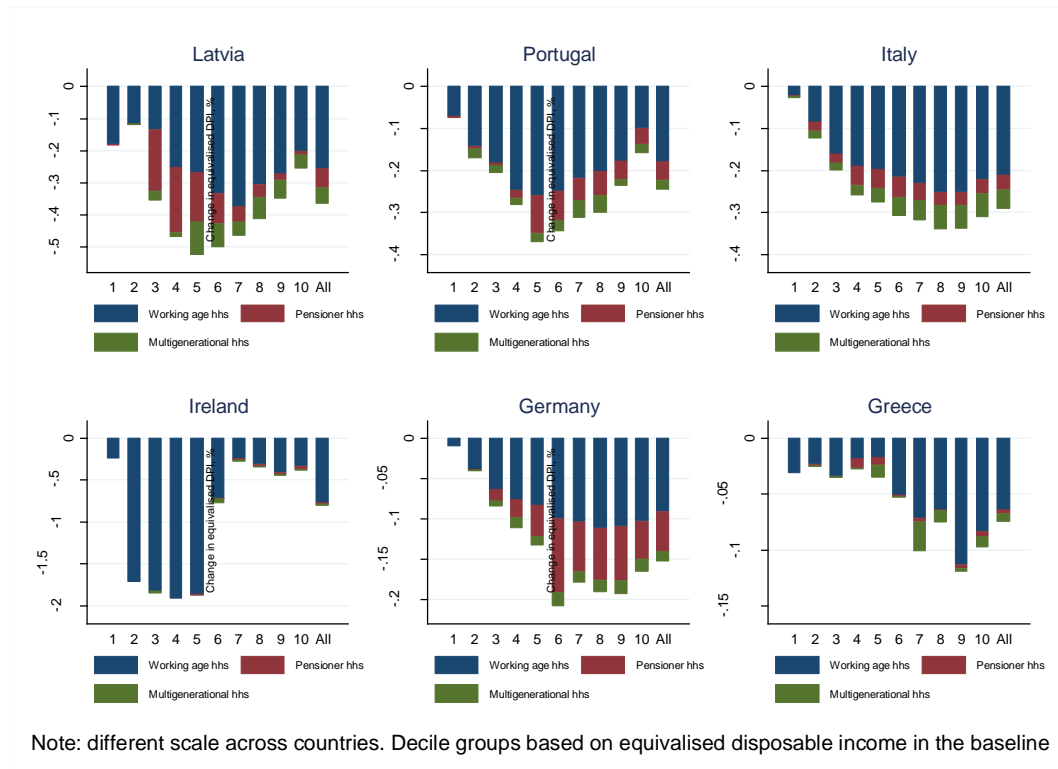 Latvia
0
-.1
-.2
-.3
-.4
-.5
Change in equivalised DPI, %
1 2 3 4 5 6 7 8 9 10 All
Working age hhs
Pensioner hhs
Multigenerational hhs
Portugal
0
-.1
-.2
-.3
-.4
Change in equivalised DPI, %
1 2 3 4 5 6 7 8 9 10 All
Working age hhs
Pensioner hhs
Multigenerational hhs
Italy
0
-.1
-.2
-.3
-.4
1 2 3 4 5 6 7 8 9 10 All
Working age hhs
Pensioner hhs
Multigenerational hhs
Ireland
0
-.5
-1
-1.5
-2
Change in equivalised DPI, %
1 2 3 4 5 6 7 8 9 10 All
Working age hhs
Pensioner hhs
Multigenerational hhs
Germany
0
-.05
-.1
-.15
-.2
Change in equivalised DPI, %
1 2 3 4 5 6 7 8 9 10 All
Working age hhs
Pensioner hhs
Multigenerational hhs
Greece
0
-.05
-.1
-.15
1 2 3 4 5 6 7 8 9 10 All
Working age hhs
Pensioner hhs
Multigenerational hhs
Note: different scale across countries. Decile groups based on equivalised disposable income in the baseline